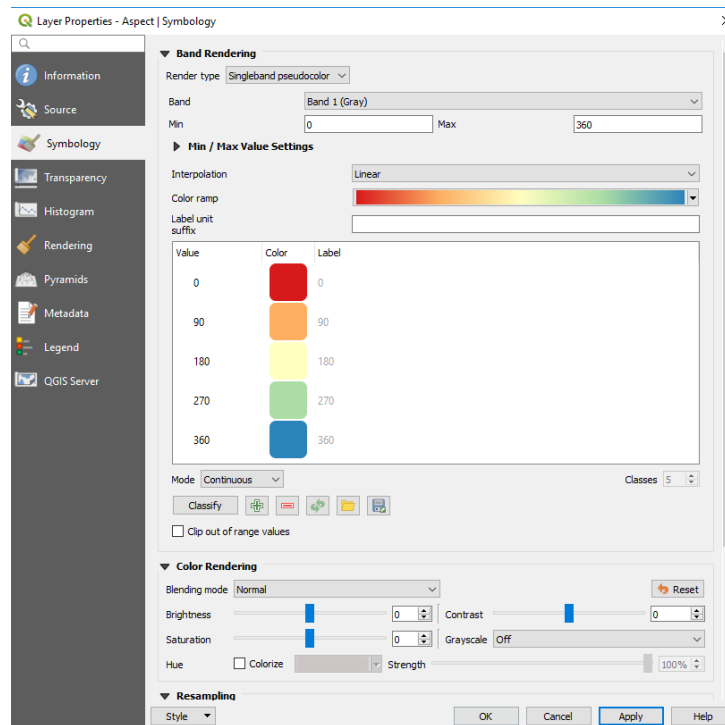 Layer Properties - Aspect | Symbology
Information
Source
Symbology
Transparency
Histogram
Rendering
Pyramids
Metadata
Legend
QGIS Server
Band Rendering
Render type Singleband pseudocolor
Band Band 1 (Gray)
Min 0 Max 360
Min / Max Value Settings
Interpolation Linear
Color ramp
Label unit
suffix
Value Color Label
0 0
90 90
180 180
270 270
360 360
Mode Continuous Classes 5
Classify
Clip out of range values
Color Rendering
Blending mode Normal Reset
Brightness 0 Contrast 0
Saturation 0 Grayscale Off
Hue Colorize Strength 100%
Resampling
Style OK Cancel Apply Help